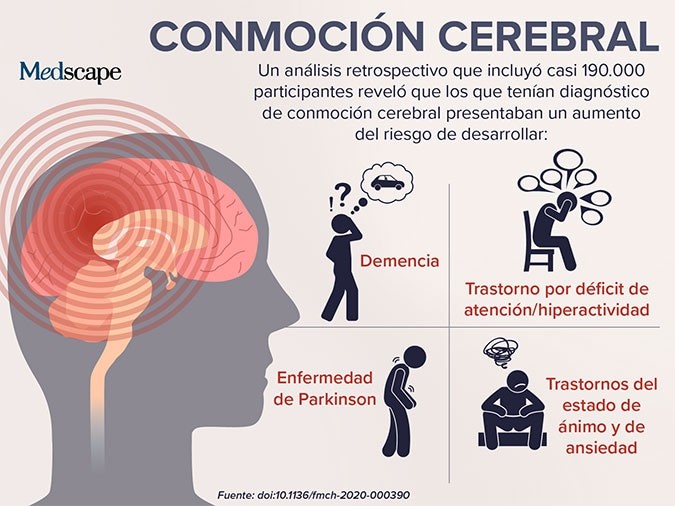 CONMOCIÓN CEREBRAL
Medscape
Un análisis retrospectivo que incluyó casi 190.000
participantes reveló que los que tenían diagnóstico
de conmoción cerebral presentaban un aumento
del riesgo de desarrollar:
!?
Demencia
Trastorno por déficit de
atención/hiperactividad
Enfermedad
de Parkinson
Trastornos del
estado de
ánimo y de
ansiedad
Fuente: doi:10.1136/fmch-2020-000390